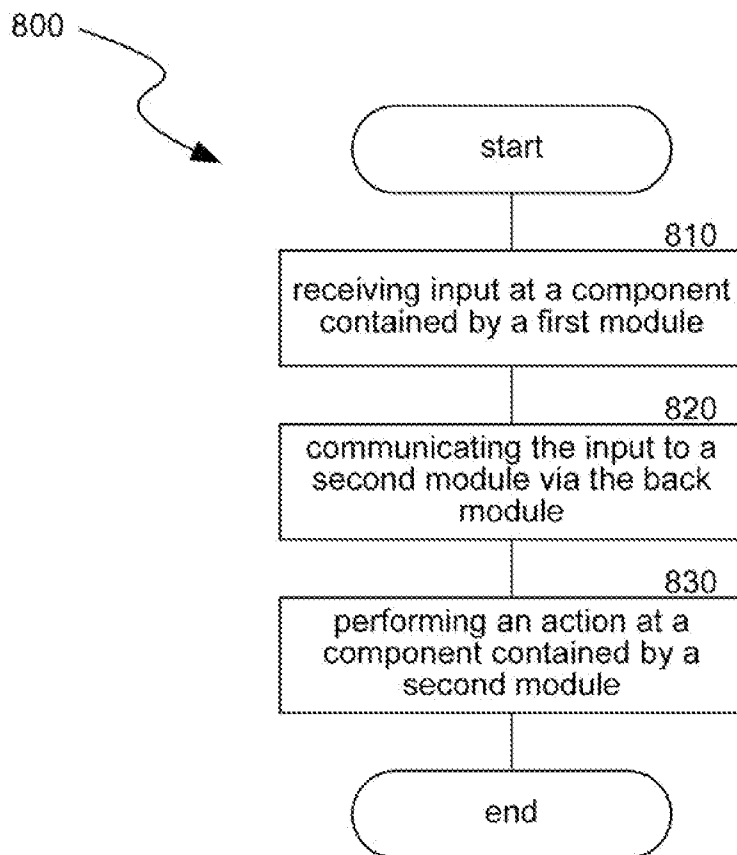 800
start
810
receiving input at a component
contained by a first module
820
communicating the input to a
second module via the back
module
830
performing an action at a
component contained by a
second module
end